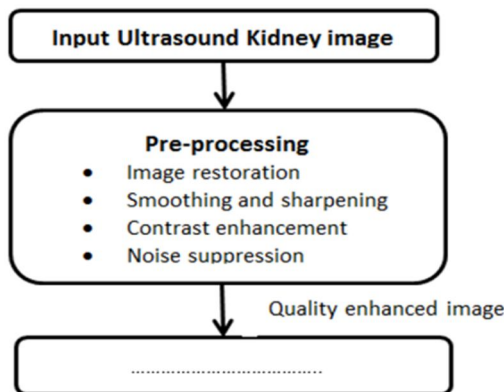 Input Ultrasound Kidney image
Pre-processing
• Image restoration
• Smoothing and sharpening
• Contrast enhancement
• Noise suppression
Quality enhanced image
....................................